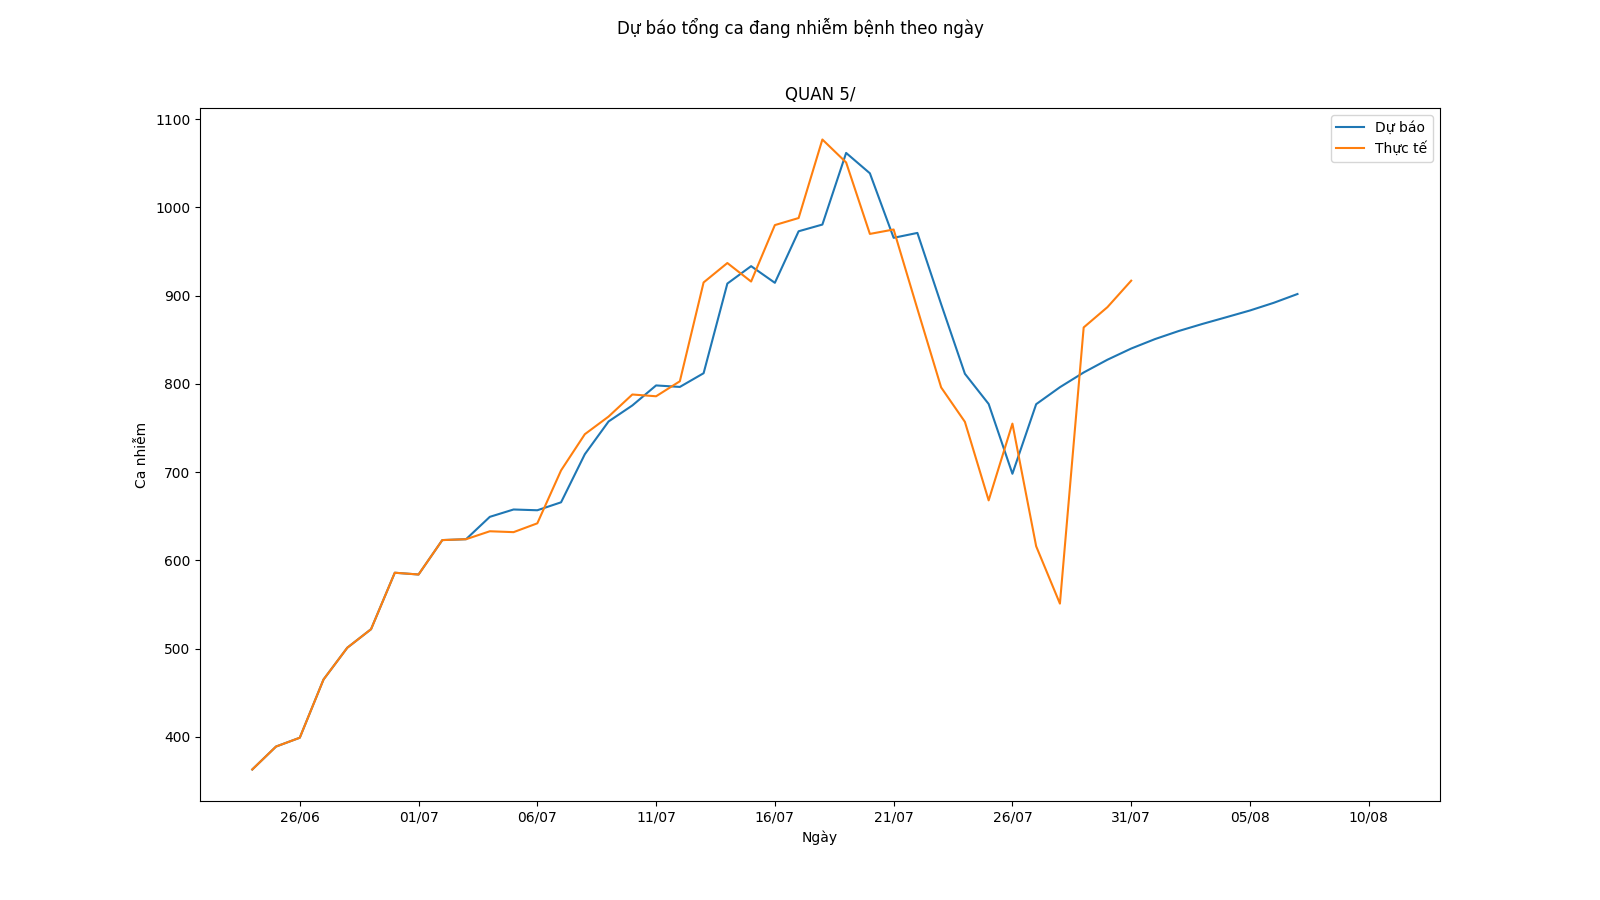 Dự báo tổng ca đang nhiễm bệnh theo ngày
QUAN 5/
Dự báo
Thực tế
Ca nhiễm
1100
1000
900
800
700
600
500
400
26/06 01/07 06/07 11/07 16/07 21/07 26/07 31/07 05/08 10/08
Ngày